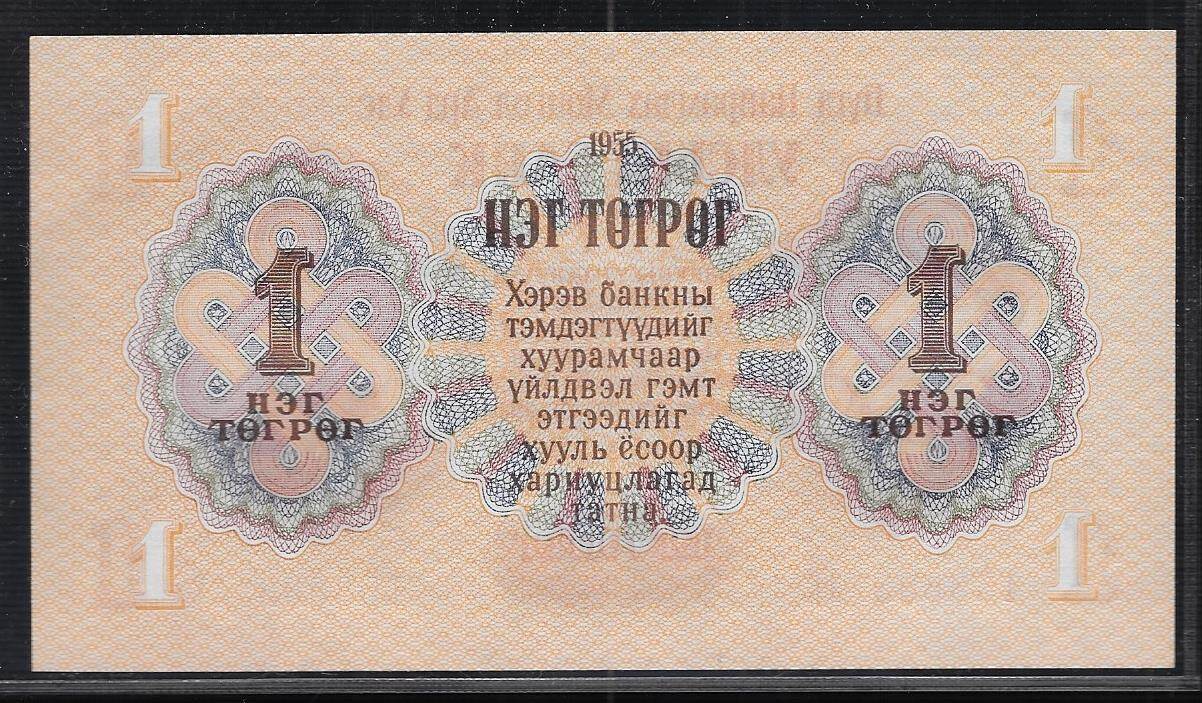 1
1
1955
НЭГ ТӨГРӨГ
1
НЭГ
ТӨГРӨГ
Хэрэв банкны
тэмдэгтүүдийг
хуурамчаар
үйлдвэл гэмт
этгээдийг
хууль ёсоор
хариуцлагад
татна
1
НЭГ
ТӨГРӨГ
1
1